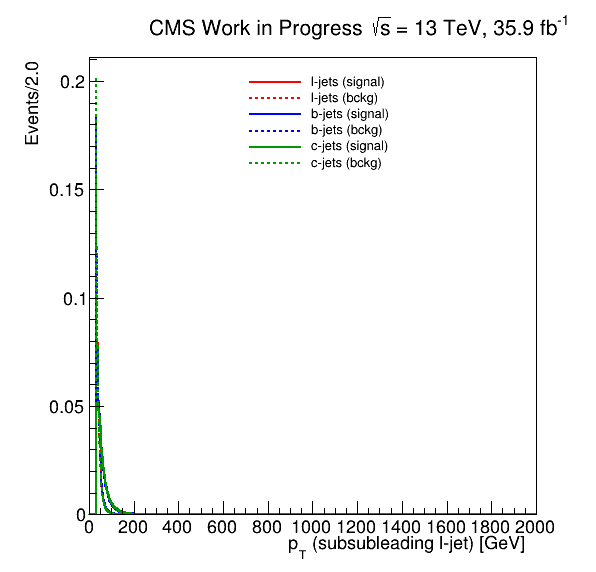 CMS Work in Progress √s = 13 TeV, 35.9 fb⁻¹
Events/2.0
0.2
0.15
0.1
0.05
0
l-jets (signal)
l-jets (bckg)
b-jets (signal)
b-jets (bckg)
c-jets (signal)
c-jets (bckg)
0 200 400 600 800 1000 1200 1400 1600 1800 2000
p_T (subsubleading l-jet) [GeV]